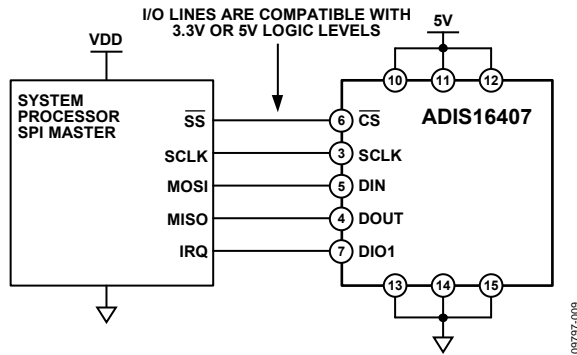 I/O LINES ARE COMPATIBLE WITH
3.3V OR 5V LOGIC LEVELS
VDD
5V
10
11
12
SYSTEM
PROCESSOR
SPI MASTER
ADIS16407
SS
6
CS
SCLK
3
SCLK
MOSI
5
DIN
MISO
4
DOUT
IRQ
7
DIO1
13
14
15
09797-009